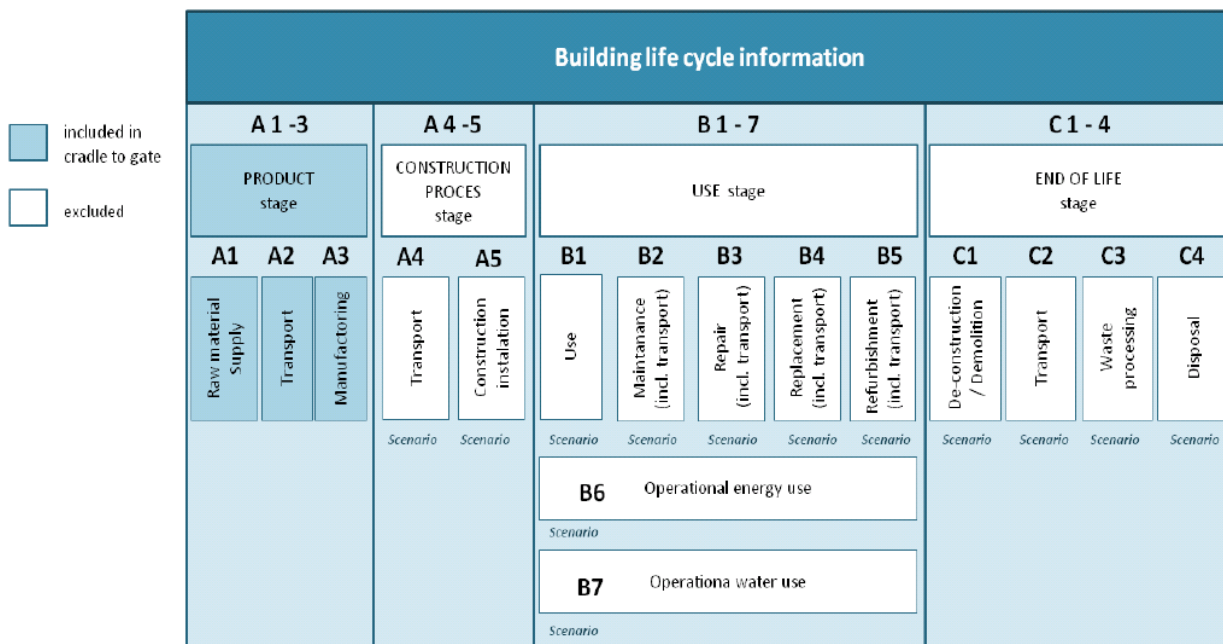 Building life cycle information
included in
cradle to gate
excluded
A 1 -3
A 4 -5
B 1 - 7
C 1 - 4
PRODUCT
stage
CONSTRUCTION
PROCES
stage
USE stage
END OF LIFE
stage
A1
A2
A3
A4
A5
B1
B2
B3
B4
B5
C1
C2
C3
C4
Raw material
Supply
Transport
Manufactoring
Transport
Construction
instalation
Use
Maintanance
(incl. transport)
Repair
(incl. transport)
Replacement
(incl. transport)
Refurbishment
(incl. transport)
De-construction
/ Demolition
Transport
Waste
processing
Disposal
Scenario
Scenario
Scenario
Scenario
Scenario
Scenario
Scenario
Scenario
Scenario
Scenario
Scenario
B6 Operational energy use
Scenario
B7 Operationa water use
Scenario